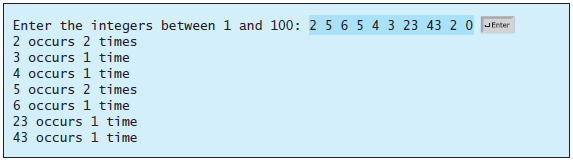 Enter the integers between 1 and 100: 2 5 6 5 4 3 23 43 2 0 ↵Enter
2 occurs 2 times
3 occurs 1 time
4 occurs 1 time
5 occurs 2 times
6 occurs 1 time
23 occurs 1 time
43 occurs 1 time